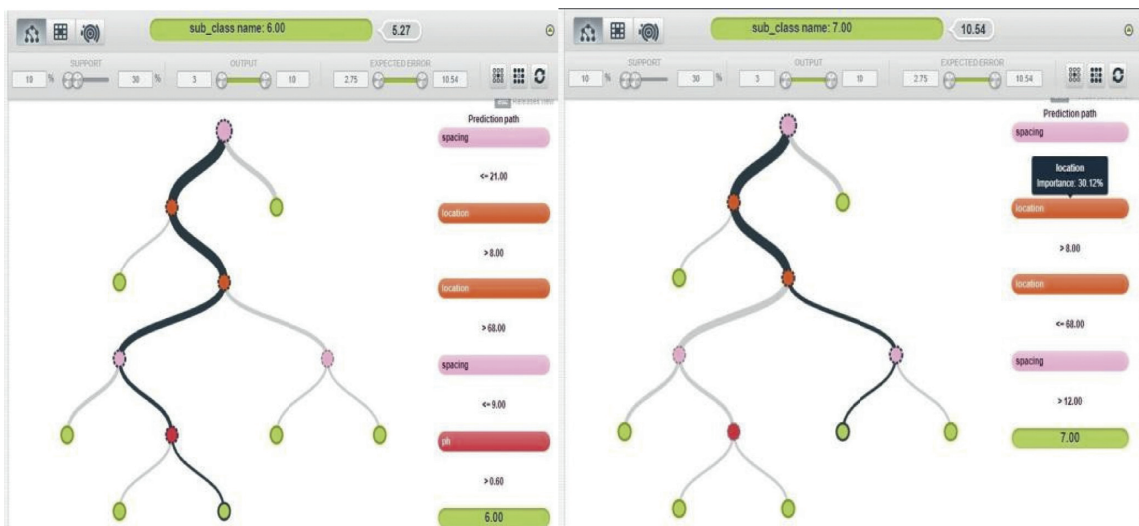 sub_class name: 6.00
5.27
SUPPORT
OUTPUT
EXPECTED ERROR
10 % 30 % 3 10 2.75 10.54
Prediction path
spacing
<= 21.00
location
> 8.00
location
> 68.00
spacing
<= 9.00
ph
> 0.60
6.00
sub_class name: 7.00
10.54
SUPPORT
OUTPUT
EXPECTED ERROR
10 % 30 % 3 10 2.75 10.54
Prediction path
spacing
location
Importance: 30.12%
location
> 8.00
location
<= 68.00
spacing
> 12.00
7.00